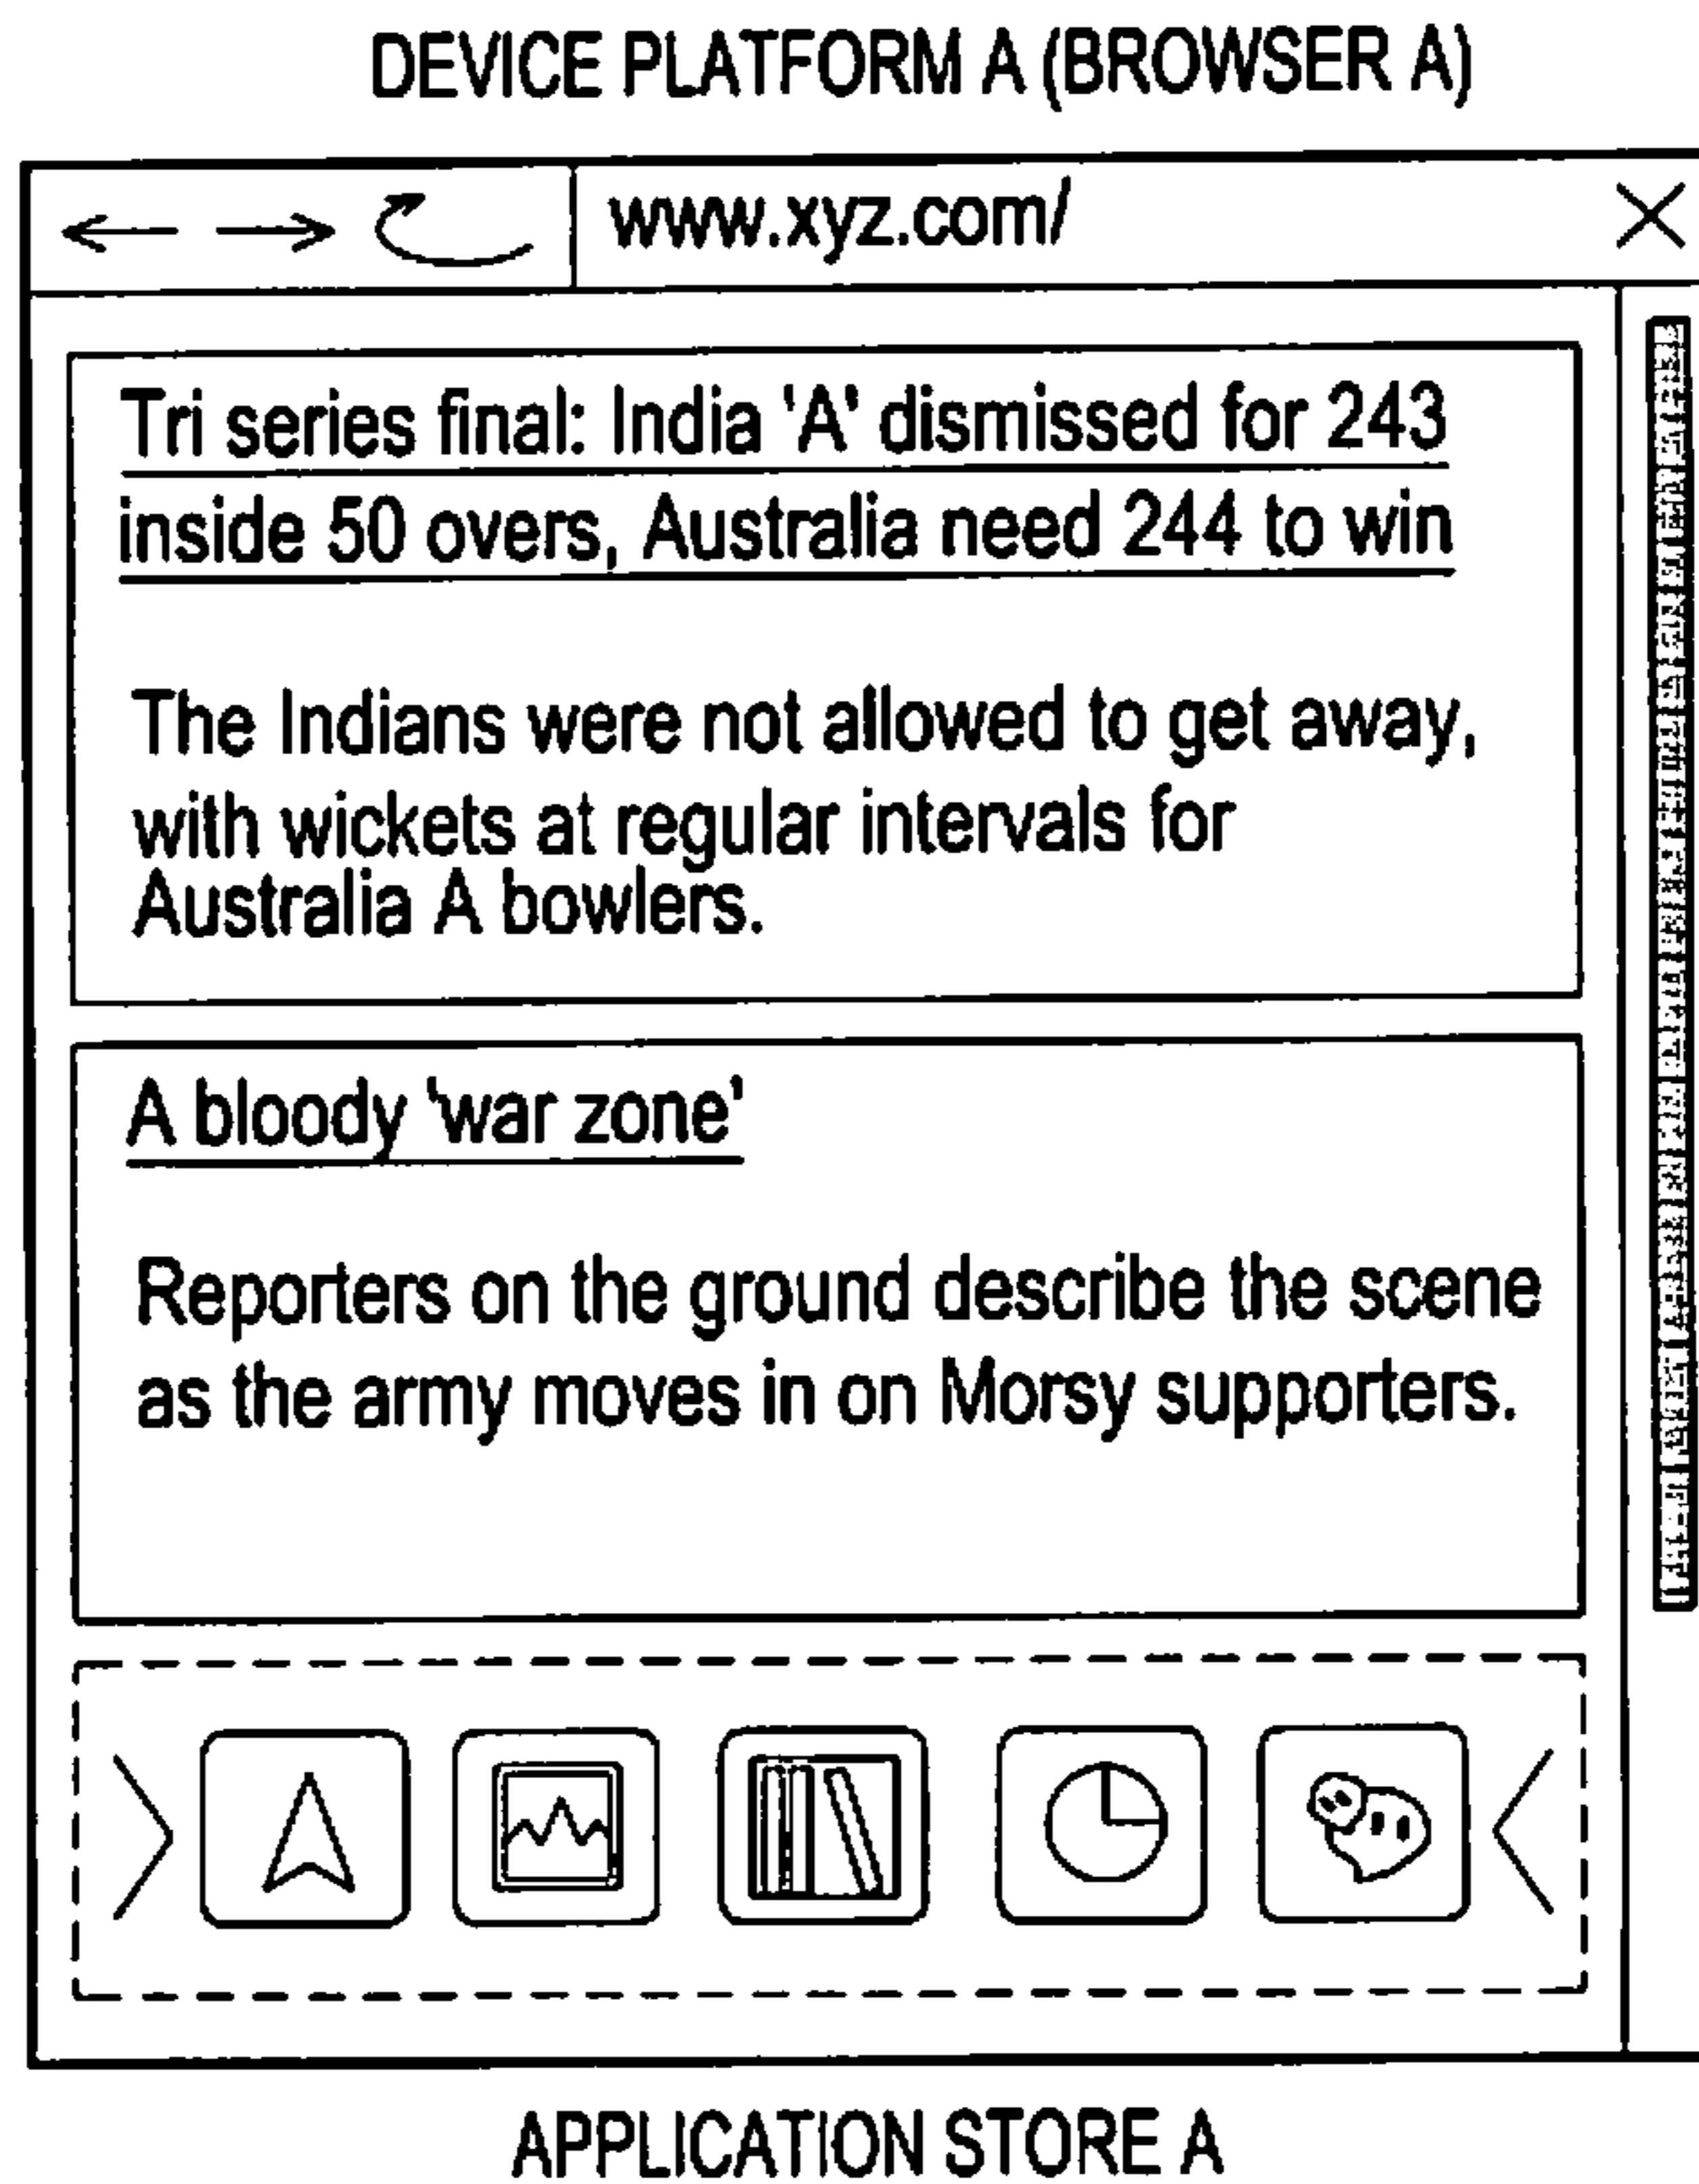 DEVICE PLATFORM A (BROWSER A)
www.xyz.com/
Tri series final: India 'A' dismissed for 243
inside 50 overs, Australia need 244 to win
The Indians were not allowed to get away,
with wickets at regular intervals for
Australia A bowlers.
A bloody 'war zone'
Reporters on the ground describe the scene
as the army moves in on Morsy supporters.
APPLICATION STORE A